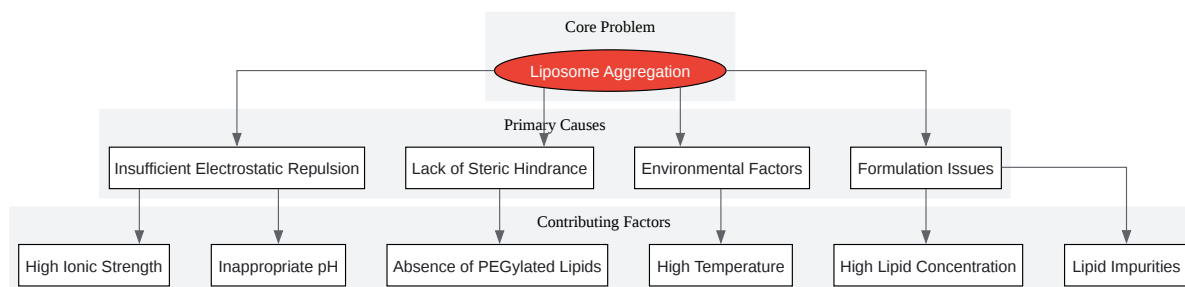 Core Problem
Liposome Aggregation
Primary Causes
Insufficient Electrostatic Repulsion
Lack of Steric Hindrance
Environmental Factors
Formulation Issues
Contributing Factors
High Ionic Strength
Inappropriate pH
Absence of PEGylated Lipids
High Temperature
High Lipid Concentration
Lipid Impurities